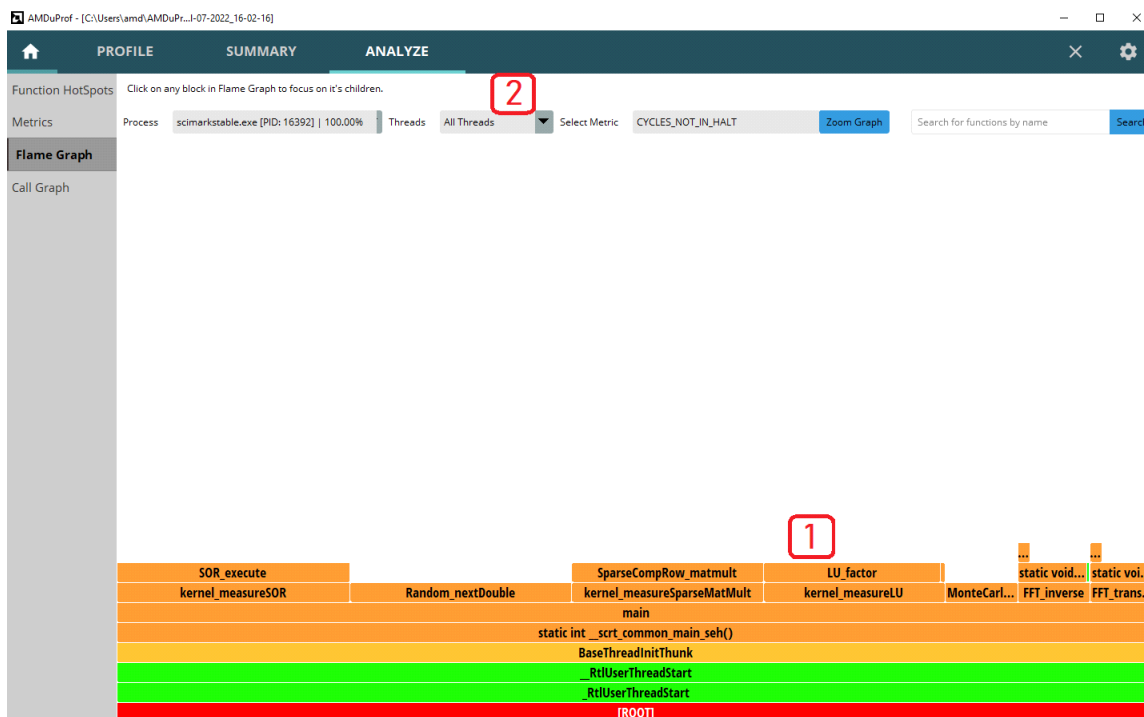 AMDuProf - [C:\Users\amd\AMDuPr...l-07-2022_16-02-16]
PROFILE SUMMARY ANALYZE
Function HotSpots
Click on any block in Flame Graph to focus on it's children.
2
Metrics
Process scimarkstable.exe [PID: 16392] | 100.00% Threads All Threads Select Metric CYCLES_NOT_IN_HALT Zoom Graph Search for functions by name Searc
Flame Graph
Call Graph
1
... ...
SOR_execute SparseCompRow_matmult LU_factor static void... static voi...
kernel_measureSOR Random_nextDouble kernel_measureSparseMatMult kernel_measureLU MonteCarl... FFT_inverse FFT_trans...
main
static int __scrt_common_main_seh()
BaseThreadInitThunk
__RtlUserThreadStart
_RtlUserThreadStart
[ROOT]